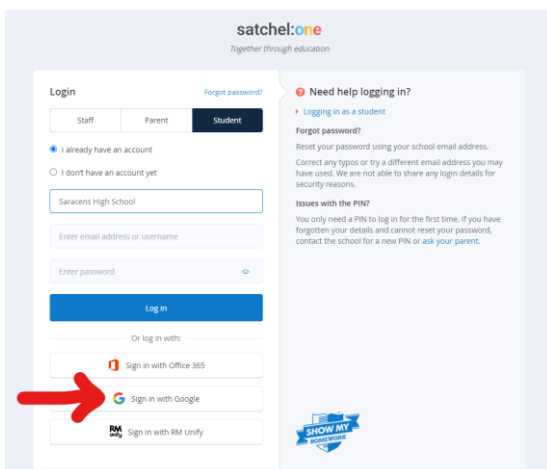 satchel:one
Together through education
Login
Forgot password?
Staff
Parent
Student
I already have an account
I don't have an account yet
Saracens High School
Enter email address or username
Enter password
Log in
Or log in with:
Sign in with Office 365
Sign in with Google
RM Unify Sign in with RM Unify
Need help logging in?
Logging in as a student
Forgot password?
Reset your password using your school email address.
Correct any typos or try a different email address you may
have used. We are not able to share any login details for
security reasons.
Issues with the PIN?
You only need a PIN to log in for the first time. If you have
forgotten your details and cannot reset your password,
contact the school for a new PIN or ask your parent.
SHOW MY
HOMEWORK